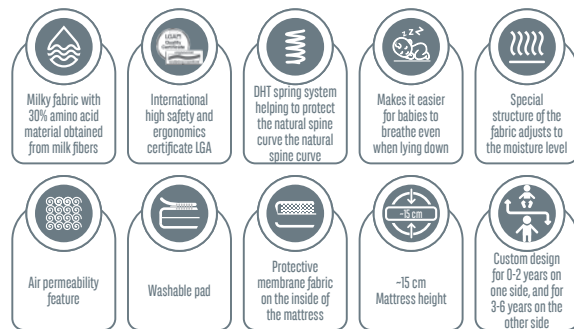 LGA
Quality
Certificate
Milky fabric with
30% amino acid
material obtained
from milk fibers
International
high safety and
ergonomics
certificate LGA
DHT spring system
helping to protect
the natural spine
curve the natural
spine curve
zzz
Makes it easier
for babies to
breathe even
when lying down
Special
structure of the
fabric adjusts to
the moisture level
Air permeability
feature
Washable pad
Protective
membrane fabric
on the inside of
the mattress
~15 cm
~15 cm
Mattress height
Custom design
for 0-2 years on
one side, and for
3-6 years on the
other side